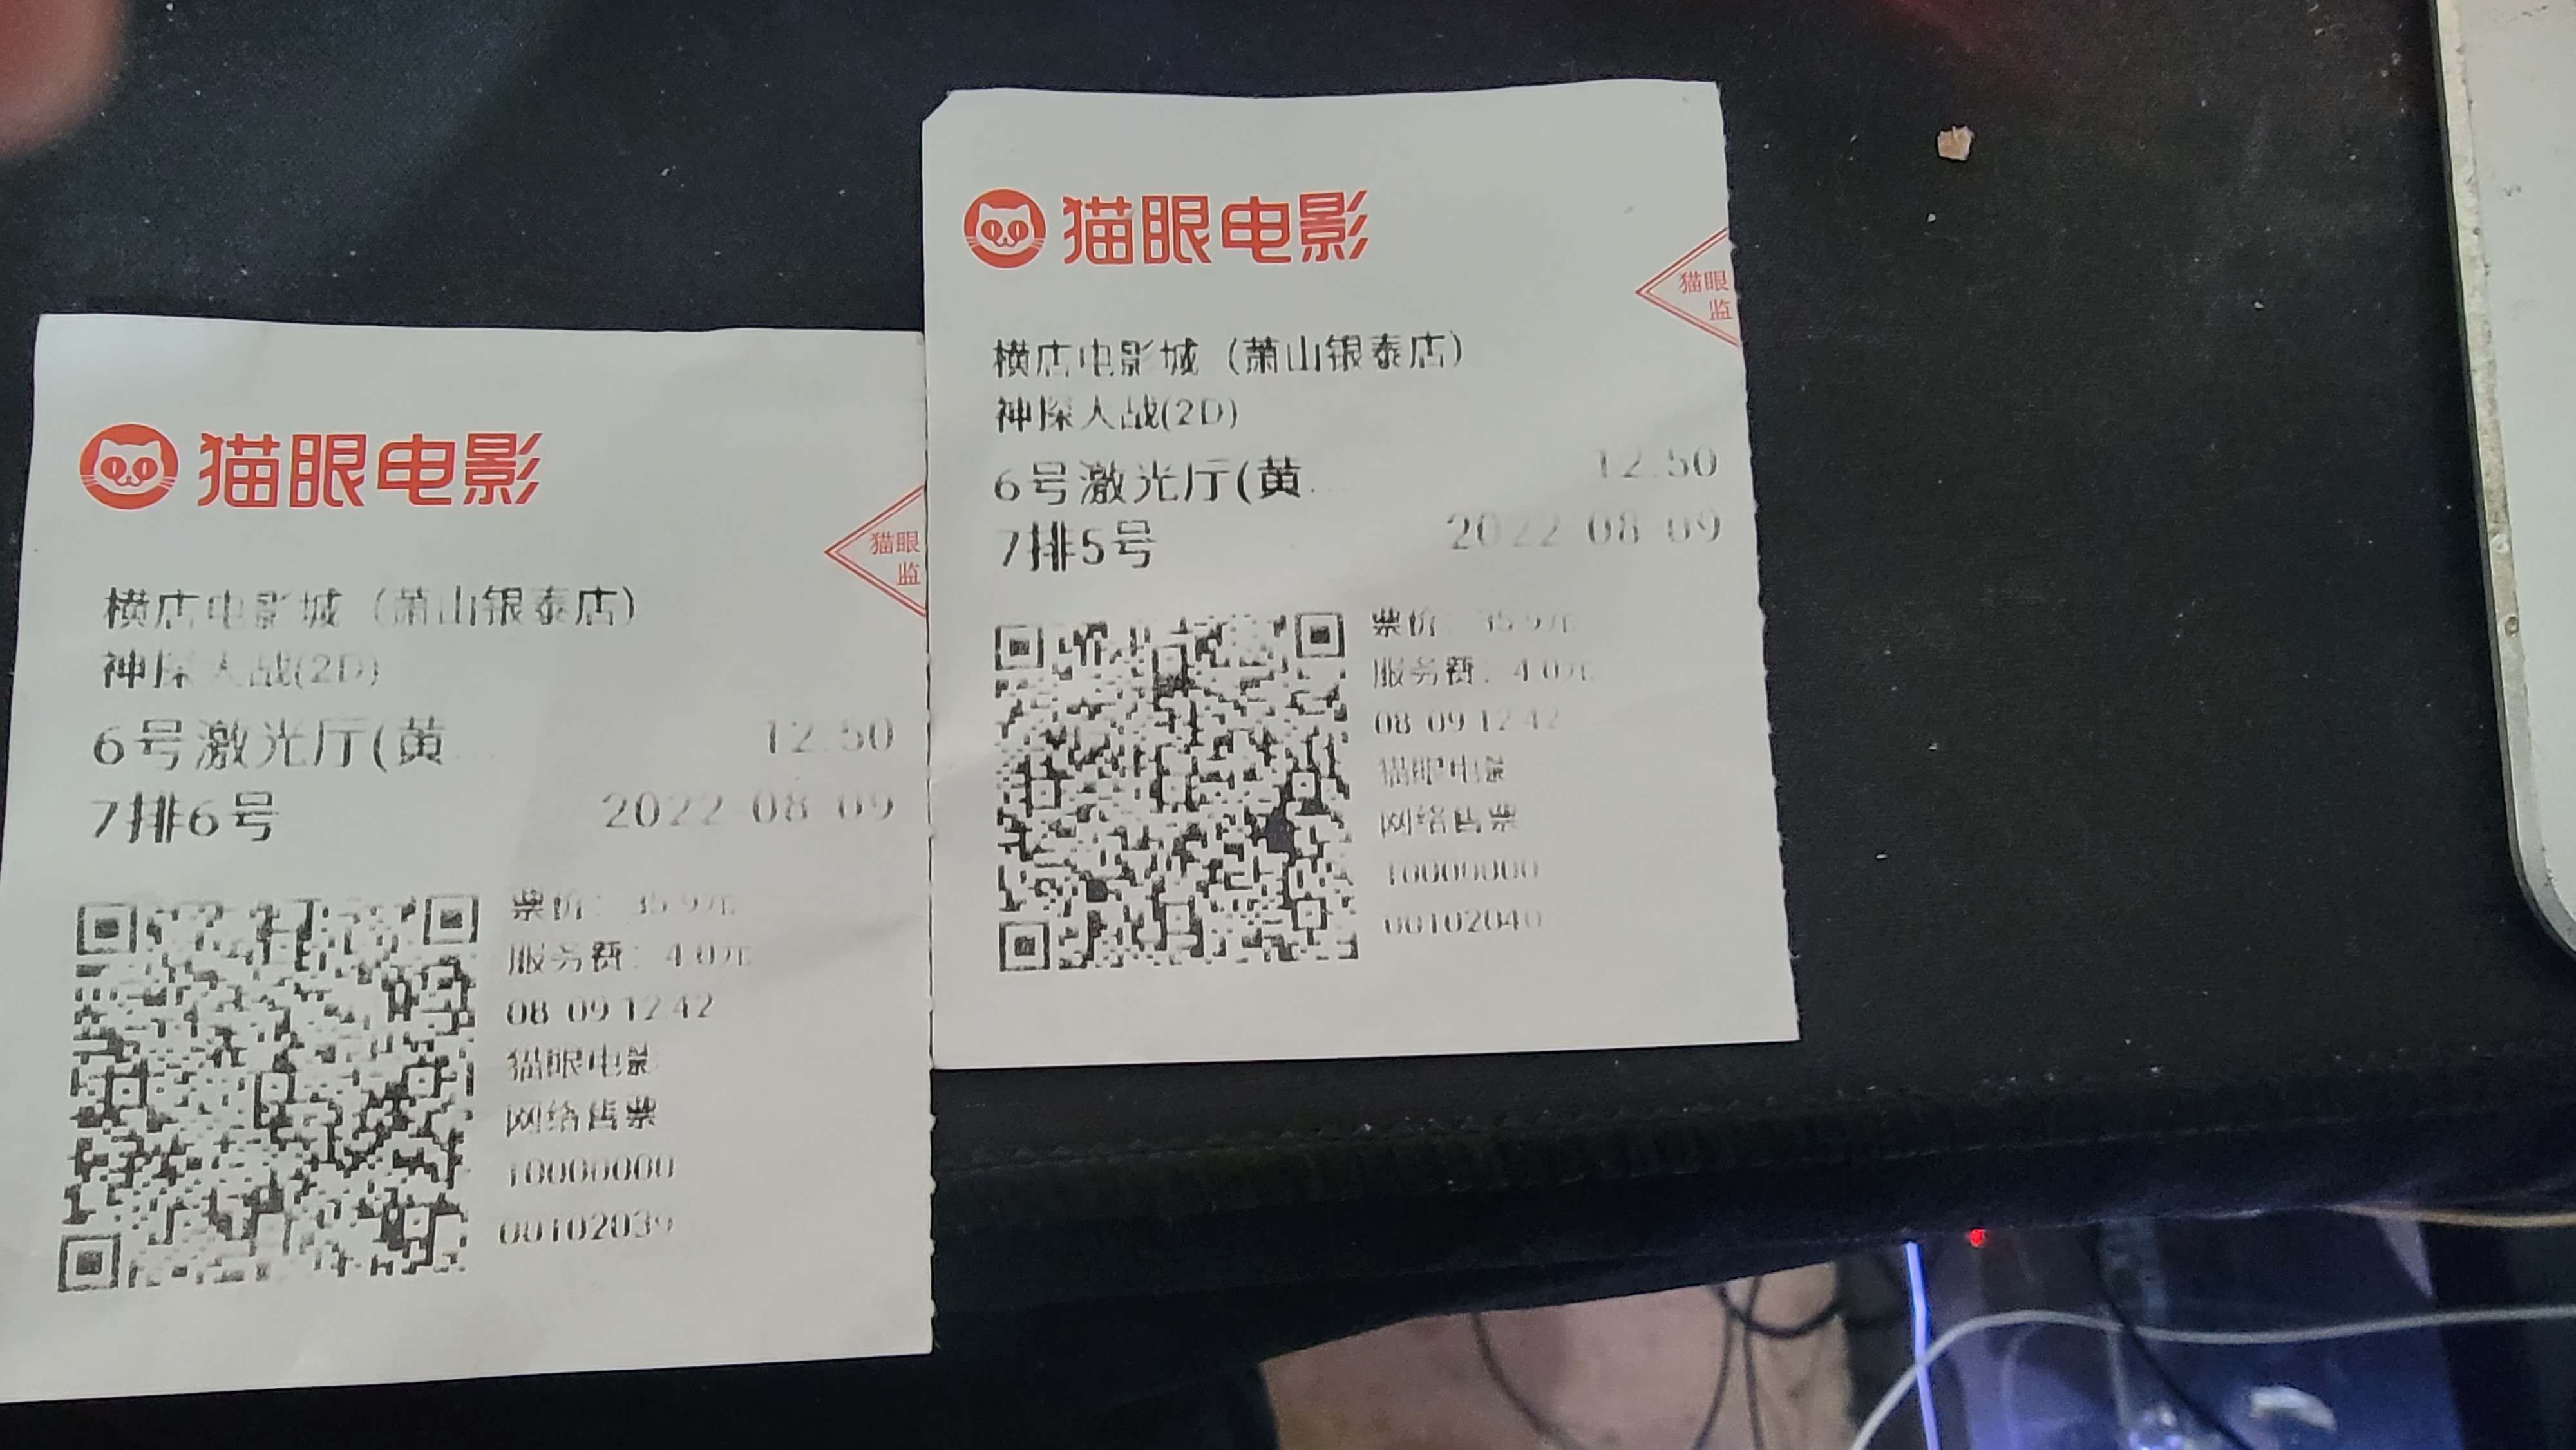 猫眼电影
横店电影城（萧山银泰店）
神探大战(2D)
6号激光厅(黄
12:50
7排6号
2022-08-09
票价: 35.9元
服务费: 4.0元
08-09 12:42
猫眼电影
网络售票
10000000
00102039
猫眼
监
猫眼电影
横店电影城（萧山银泰店）
神探大战(2D)
6号激光厅(黄
12:50
7排5号
2022-08-09
票价: 35.9元
服务费: 4.0元
08-09 12:42
猫眼电影
网络售票
10000000
00102040
猫眼
监